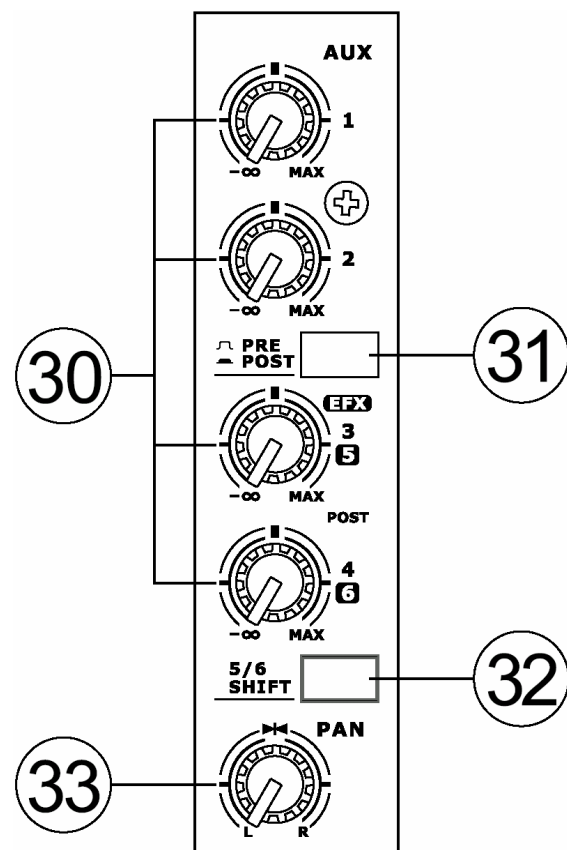 AUX
1
-∞ MAX
2
-∞ MAX
30
PRE
POST
31
EFX
3
5
-∞ MAX
POST
4
6
-∞ MAX
5/6
SHIFT
32
PAN
33
L R